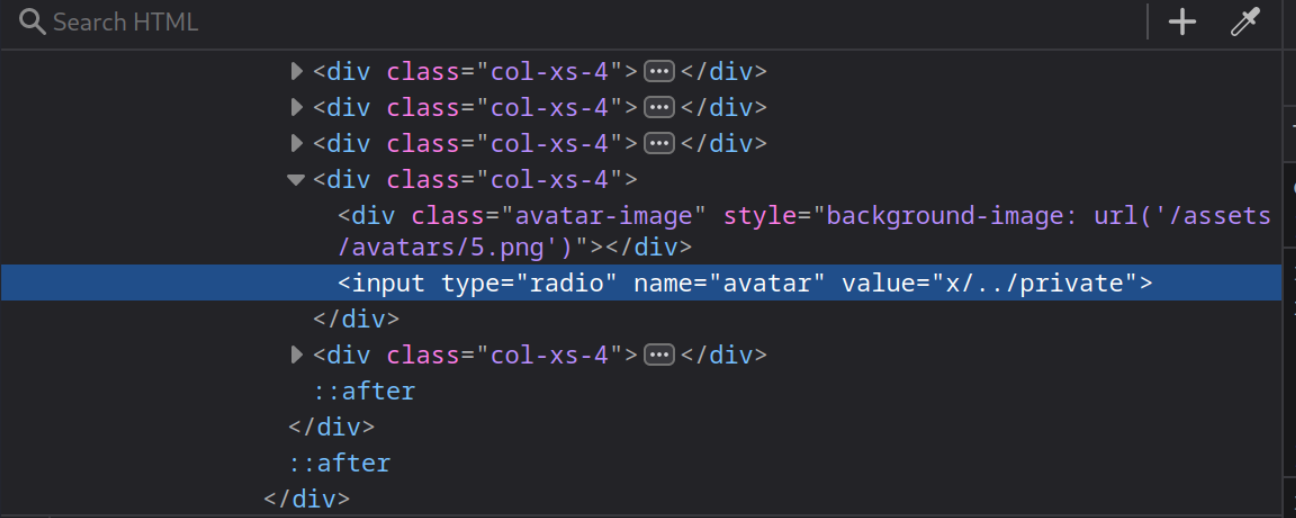 Search HTML
<div class="col-xs-4">…</div>
<div class="col-xs-4">…</div>
<div class="col-xs-4">…</div>
<div class="col-xs-4">
<div class="avatar-image" style="background-image: url('/assets
/avatars/5.png')"></div>
<input type="radio" name="avatar" value="x/../private">
</div>
<div class="col-xs-4">…</div>
::after
</div>
::after
</div>